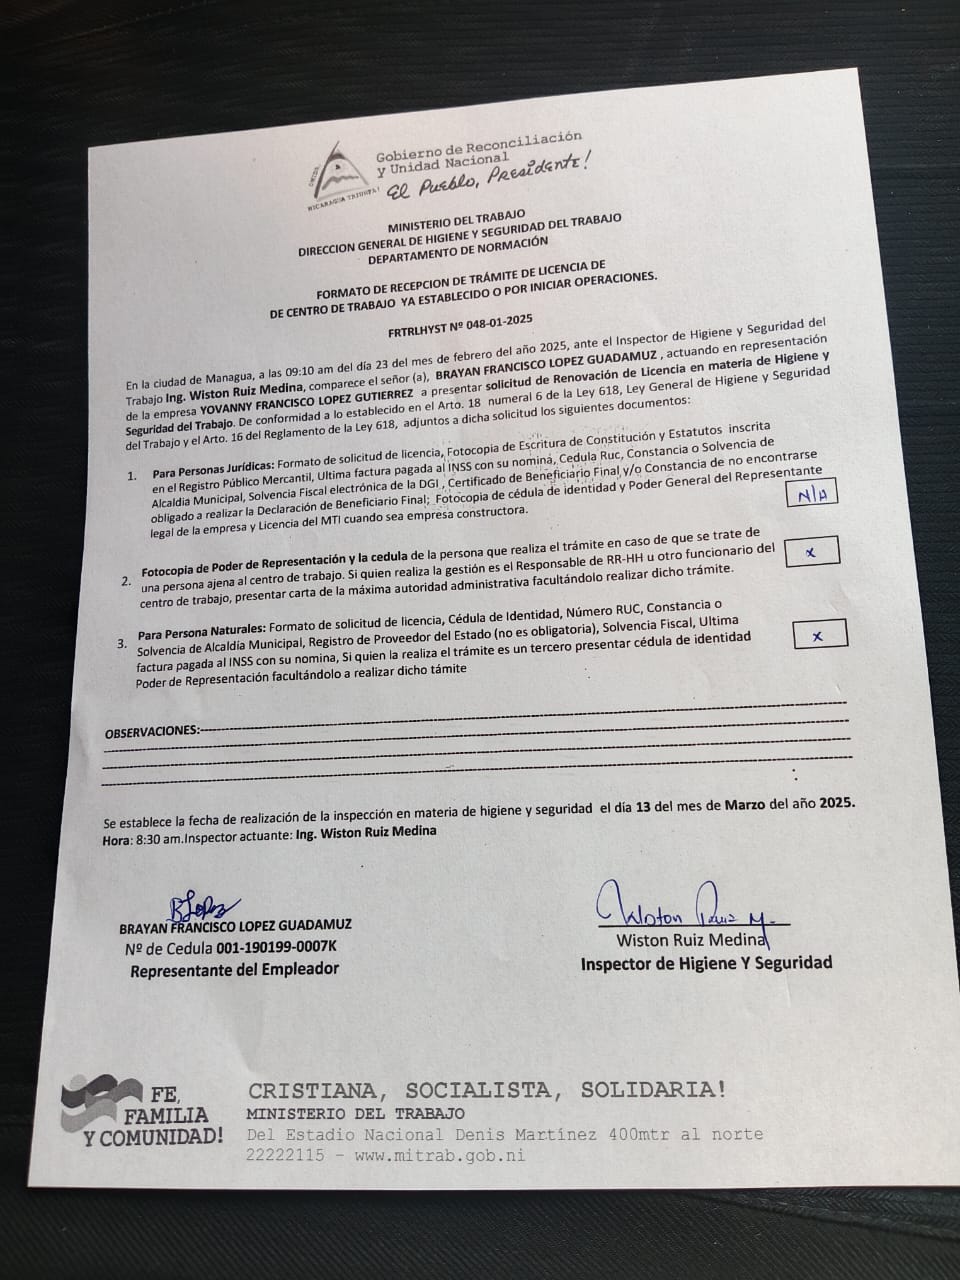 Gobierno de Reconciliación
y Unidad Nacional
El Pueblo, Presidente!
UNIDA,
NICARAGUA TRIUNFA!
MINISTERIO DEL TRABAJO
DIRECCION GENERAL DE HIGIENE Y SEGURIDAD DEL TRABAJO
DEPARTAMENTO DE NORMACIÓN
FORMATO DE RECEPCION DE TRÁMITE DE LICENCIA DE
DE CENTRO DE TRABAJO YA ESTABLECIDO O POR INICIAR OPERACIONES.
FRTRLHYST Nº 048-01-2025
En la ciudad de Managua, a las 09:10 am del día 23 del mes de febrero del año 2025, ante el Inspector de Higiene y Seguridad del
Trabajo Ing. Wiston Ruiz Medina, comparece el señor (a), BRAYAN FRANCISCO LOPEZ GUADAMUZ , actuando en representación
de la empresa YOVANNY FRANCISCO LOPEZ GUTIERREZ a presentar solicitud de Renovación de Licencia en materia de Higiene y
Seguridad del Trabajo. De conformidad a lo establecido en el Arto. 18 numeral 6 de la Ley 618, Ley General de Higiene y Seguridad
del Trabajo y el Arto. 16 del Reglamento de la Ley 618, adjuntos a dicha solicitud los siguientes documentos:
1. Para Personas Jurídicas: Formato de solicitud de licencia, Fotocopia de Escritura de Constitución y Estatutos inscrita
en el Registro Público Mercantil, Ultima factura pagada al INSS con su nomina, Cedula Ruc, Constancia o Solvencia de
Alcaldía Municipal, Solvencia Fiscal electrónica de la DGI , Certificado de Beneficiario Final y/o Constancia de no encontrarse
obligado a realizar la Declaración de Beneficiario Final; Fotocopia de cédula de identidad y Poder General del Representante
legal de la empresa y Licencia del MTI cuando sea empresa constructora.
N/A
2. Fotocopia de Poder de Representación y la cedula de la persona que realiza el trámite en caso de que se trate de
una persona ajena al centro de trabajo. Si quien realiza la gestión es el Responsable de RR-HH u otro funcionario del
centro de trabajo, presentar carta de la máxima autoridad administrativa facultándolo realizar dicho trámite.
x
3. Para Persona Naturales: Formato de solicitud de licencia, Cédula de Identidad, Número RUC, Constancia o
Solvencia de Alcaldía Municipal, Registro de Proveedor del Estado (no es obligatoria), Solvencia Fiscal, Ultima
factura pagada al INSS con su nomina, Si quien la realiza el trámite es un tercero presentar cédula de identidad
Poder de Representación facultándolo a realizar dicho támite
x
OBSERVACIONES:
Se establece la fecha de realización de la inspección en materia de higiene y seguridad el día 13 del mes de Marzo del año 2025.
Hora: 8:30 am.Inspector actuante: Ing. Wiston Ruiz Medina
BLopez
BRAYAN FRANCISCO LOPEZ GUADAMUZ
Nº de Cedula 001-190199-0007K
Representante del Empleador
Wiston Ruiz M.
Wiston Ruiz Medina
Inspector de Higiene Y Seguridad
FE,
FAMILIA
Y COMUNIDAD!
CRISTIANA, SOCIALISTA, SOLIDARIA!
MINISTERIO DEL TRABAJO
Del Estadio Nacional Denis Martínez 400mtr al norte
22222115 - www.mitrab.gob.ni